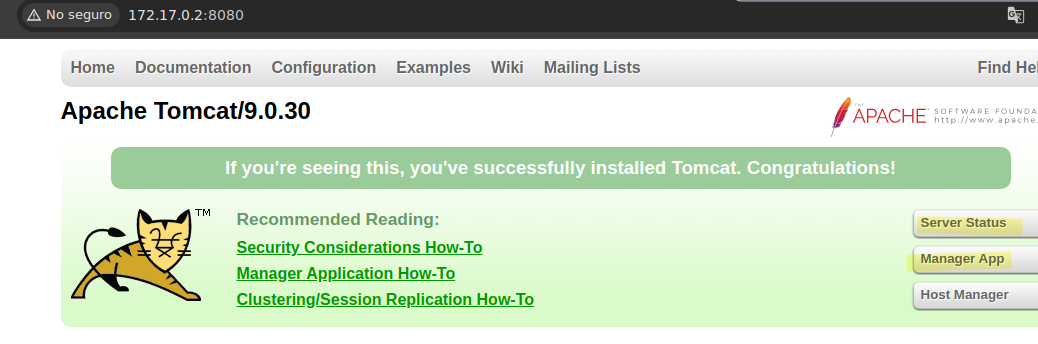 No seguro 172.17.0.2:8080
Home Documentation Configuration Examples Wiki Mailing Lists Find Hel
Apache Tomcat/9.0.30
THE
APACHE SOFTWARE FOUNDA
http://www.apache.
If you're seeing this, you've successfully installed Tomcat. Congratulations!
TM
Recommended Reading:
Security Considerations How-To
Manager Application How-To
Clustering/Session Replication How-To
Server Status
Manager App
Host Manager